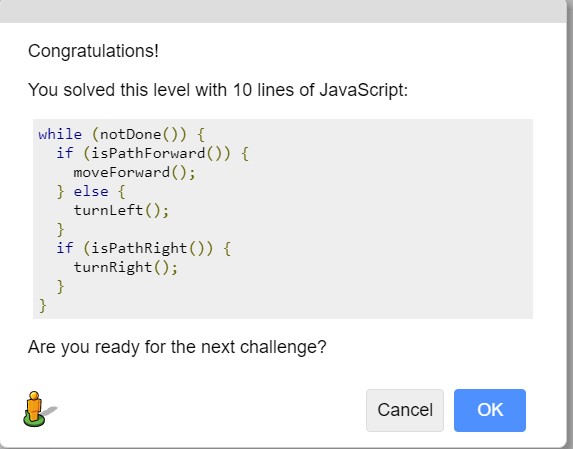 Congratulations!
You solved this level with 10 lines of JavaScript:
while (notDone()) {
  if (isPathForward()) {
    moveForward();
  } else {
    turnLeft();
  }
  if (isPathRight()) {
    turnRight();
  }
}
Are you ready for the next challenge?
Cancel OK